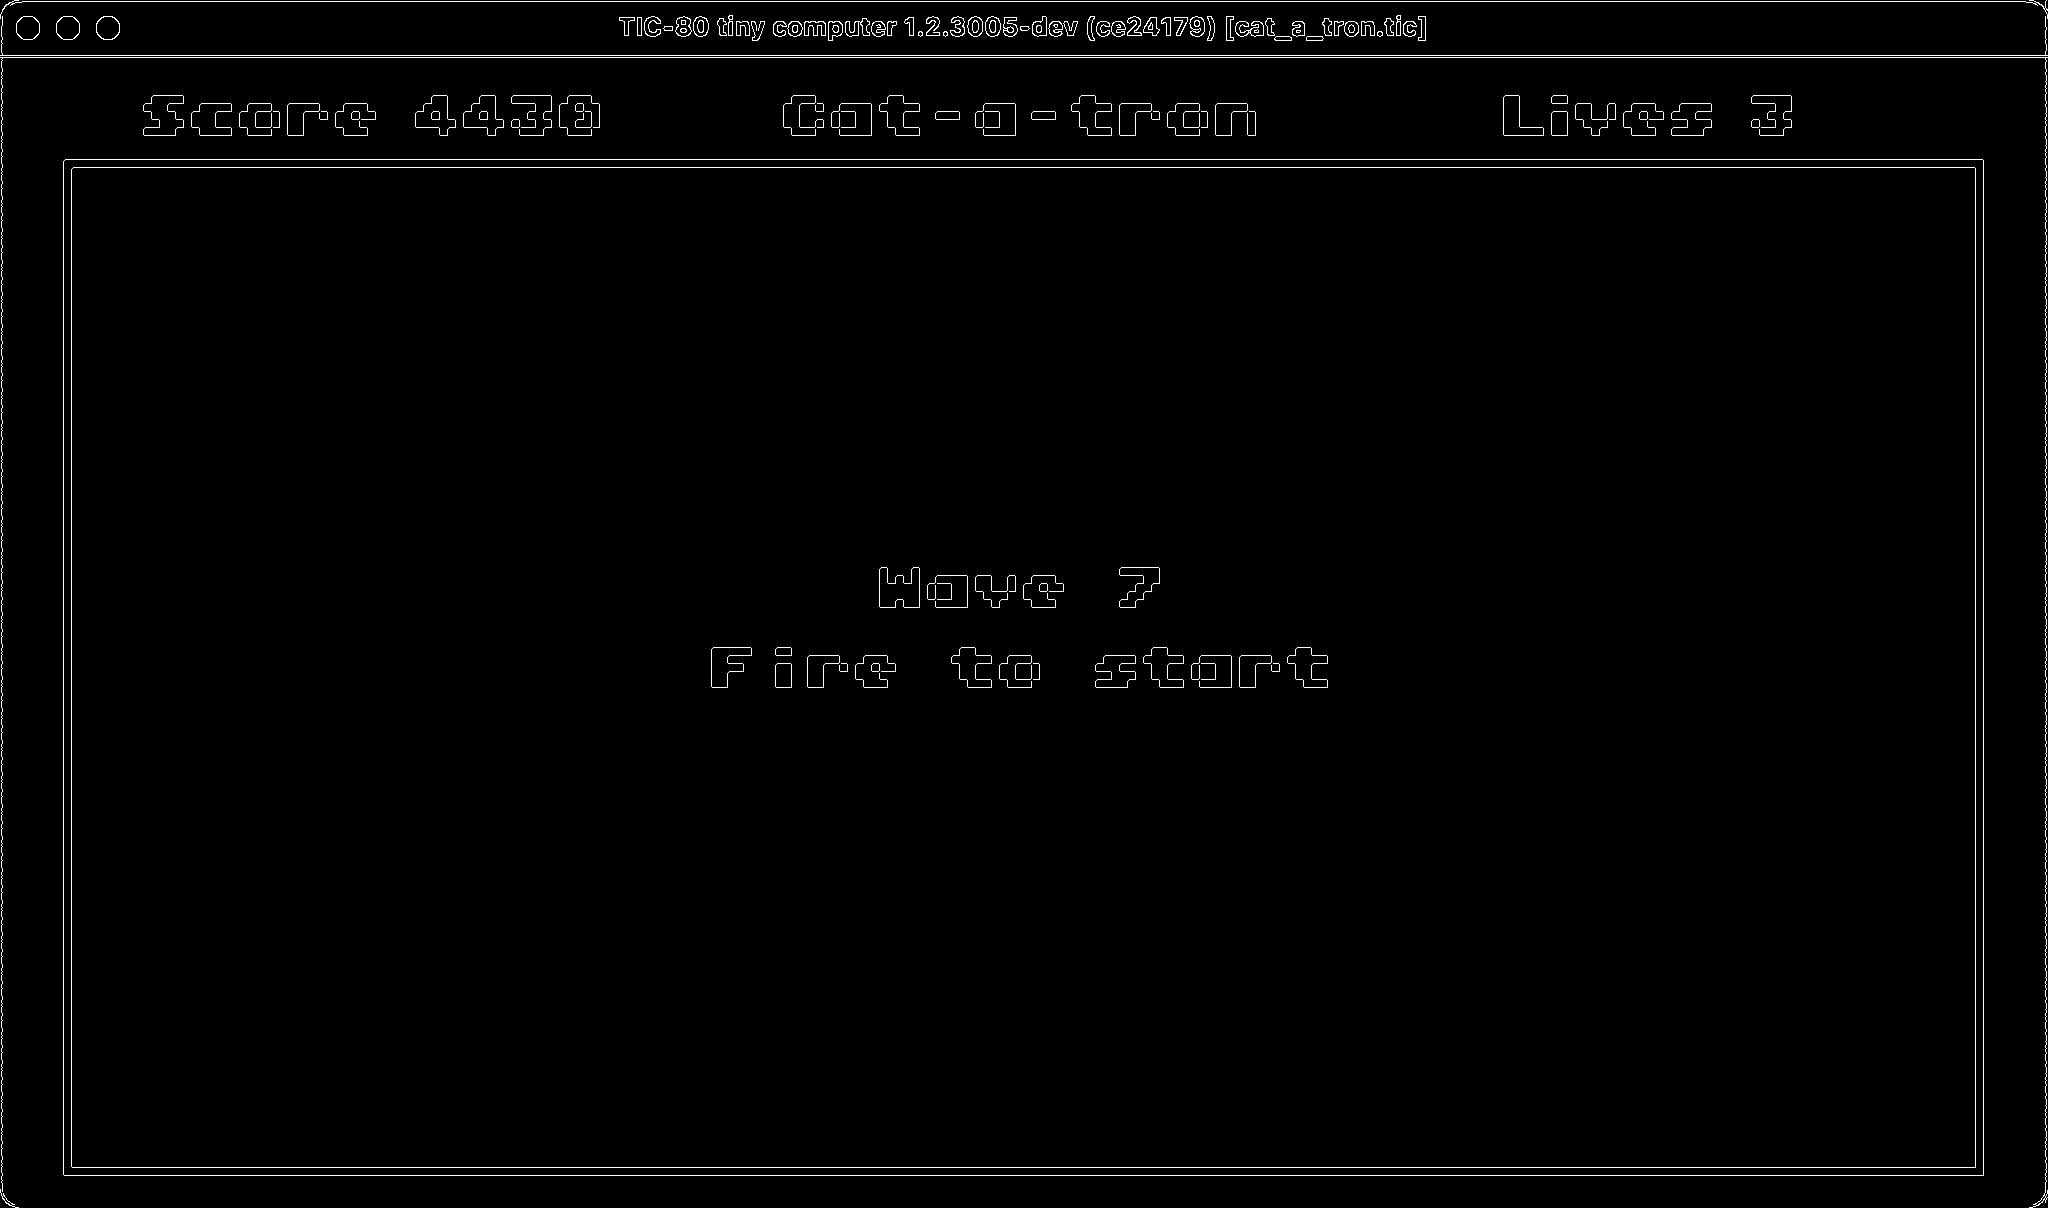 TIC-80 tiny computer 1.2.3005-dev (ce24179) [cat_a_tron.tic]
Score 4430 Cat-a-tron Lives 3
Wave 7
Fire to start